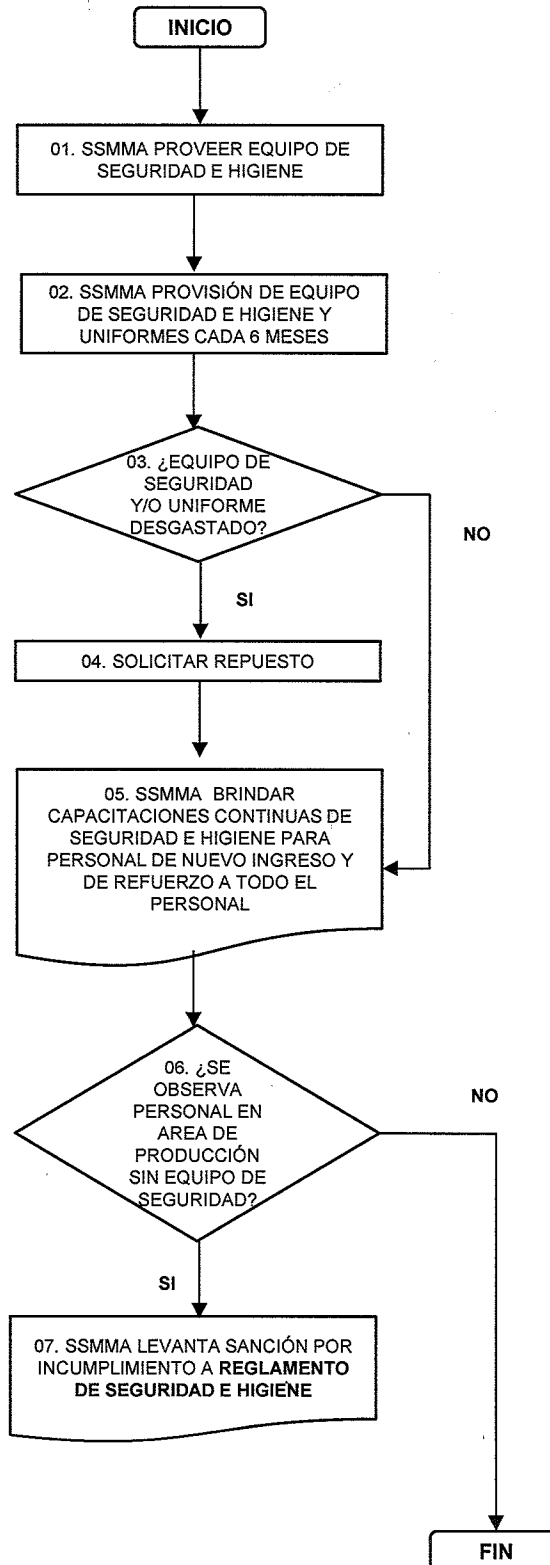 INICIO
01. SSMMA PROVEER EQUIPO DE
SEGURIDAD E HIGIENE
02. SSMMA PROVISIÓN DE EQUIPO
DE SEGURIDAD E HIGIENE Y
UNIFORMES CADA 6 MESES
03. ¿EQUIPO DE
SEGURIDAD
Y/O UNIFORME
DESGASTADO?
NO
SI
04. SOLICITAR REPUESTO
05. SSMMA BRINDAR
CAPACITACIONES CONTINUAS DE
SEGURIDAD E HIGIENE PARA
PERSONAL DE NUEVO INGRESO Y
DE REFUERZO A TODO EL
PERSONAL
06. ¿SE
OBSERVA
PERSONAL EN
AREA DE
PRODUCCIÓN
SIN EQUIPO DE
SEGURIDAD?
NO
SI
07. SSMMA LEVANTA SANCIÓN POR
INCUMPLIMIENTO A REGLAMENTO
DE SEGURIDAD E HIGIENE
FIN